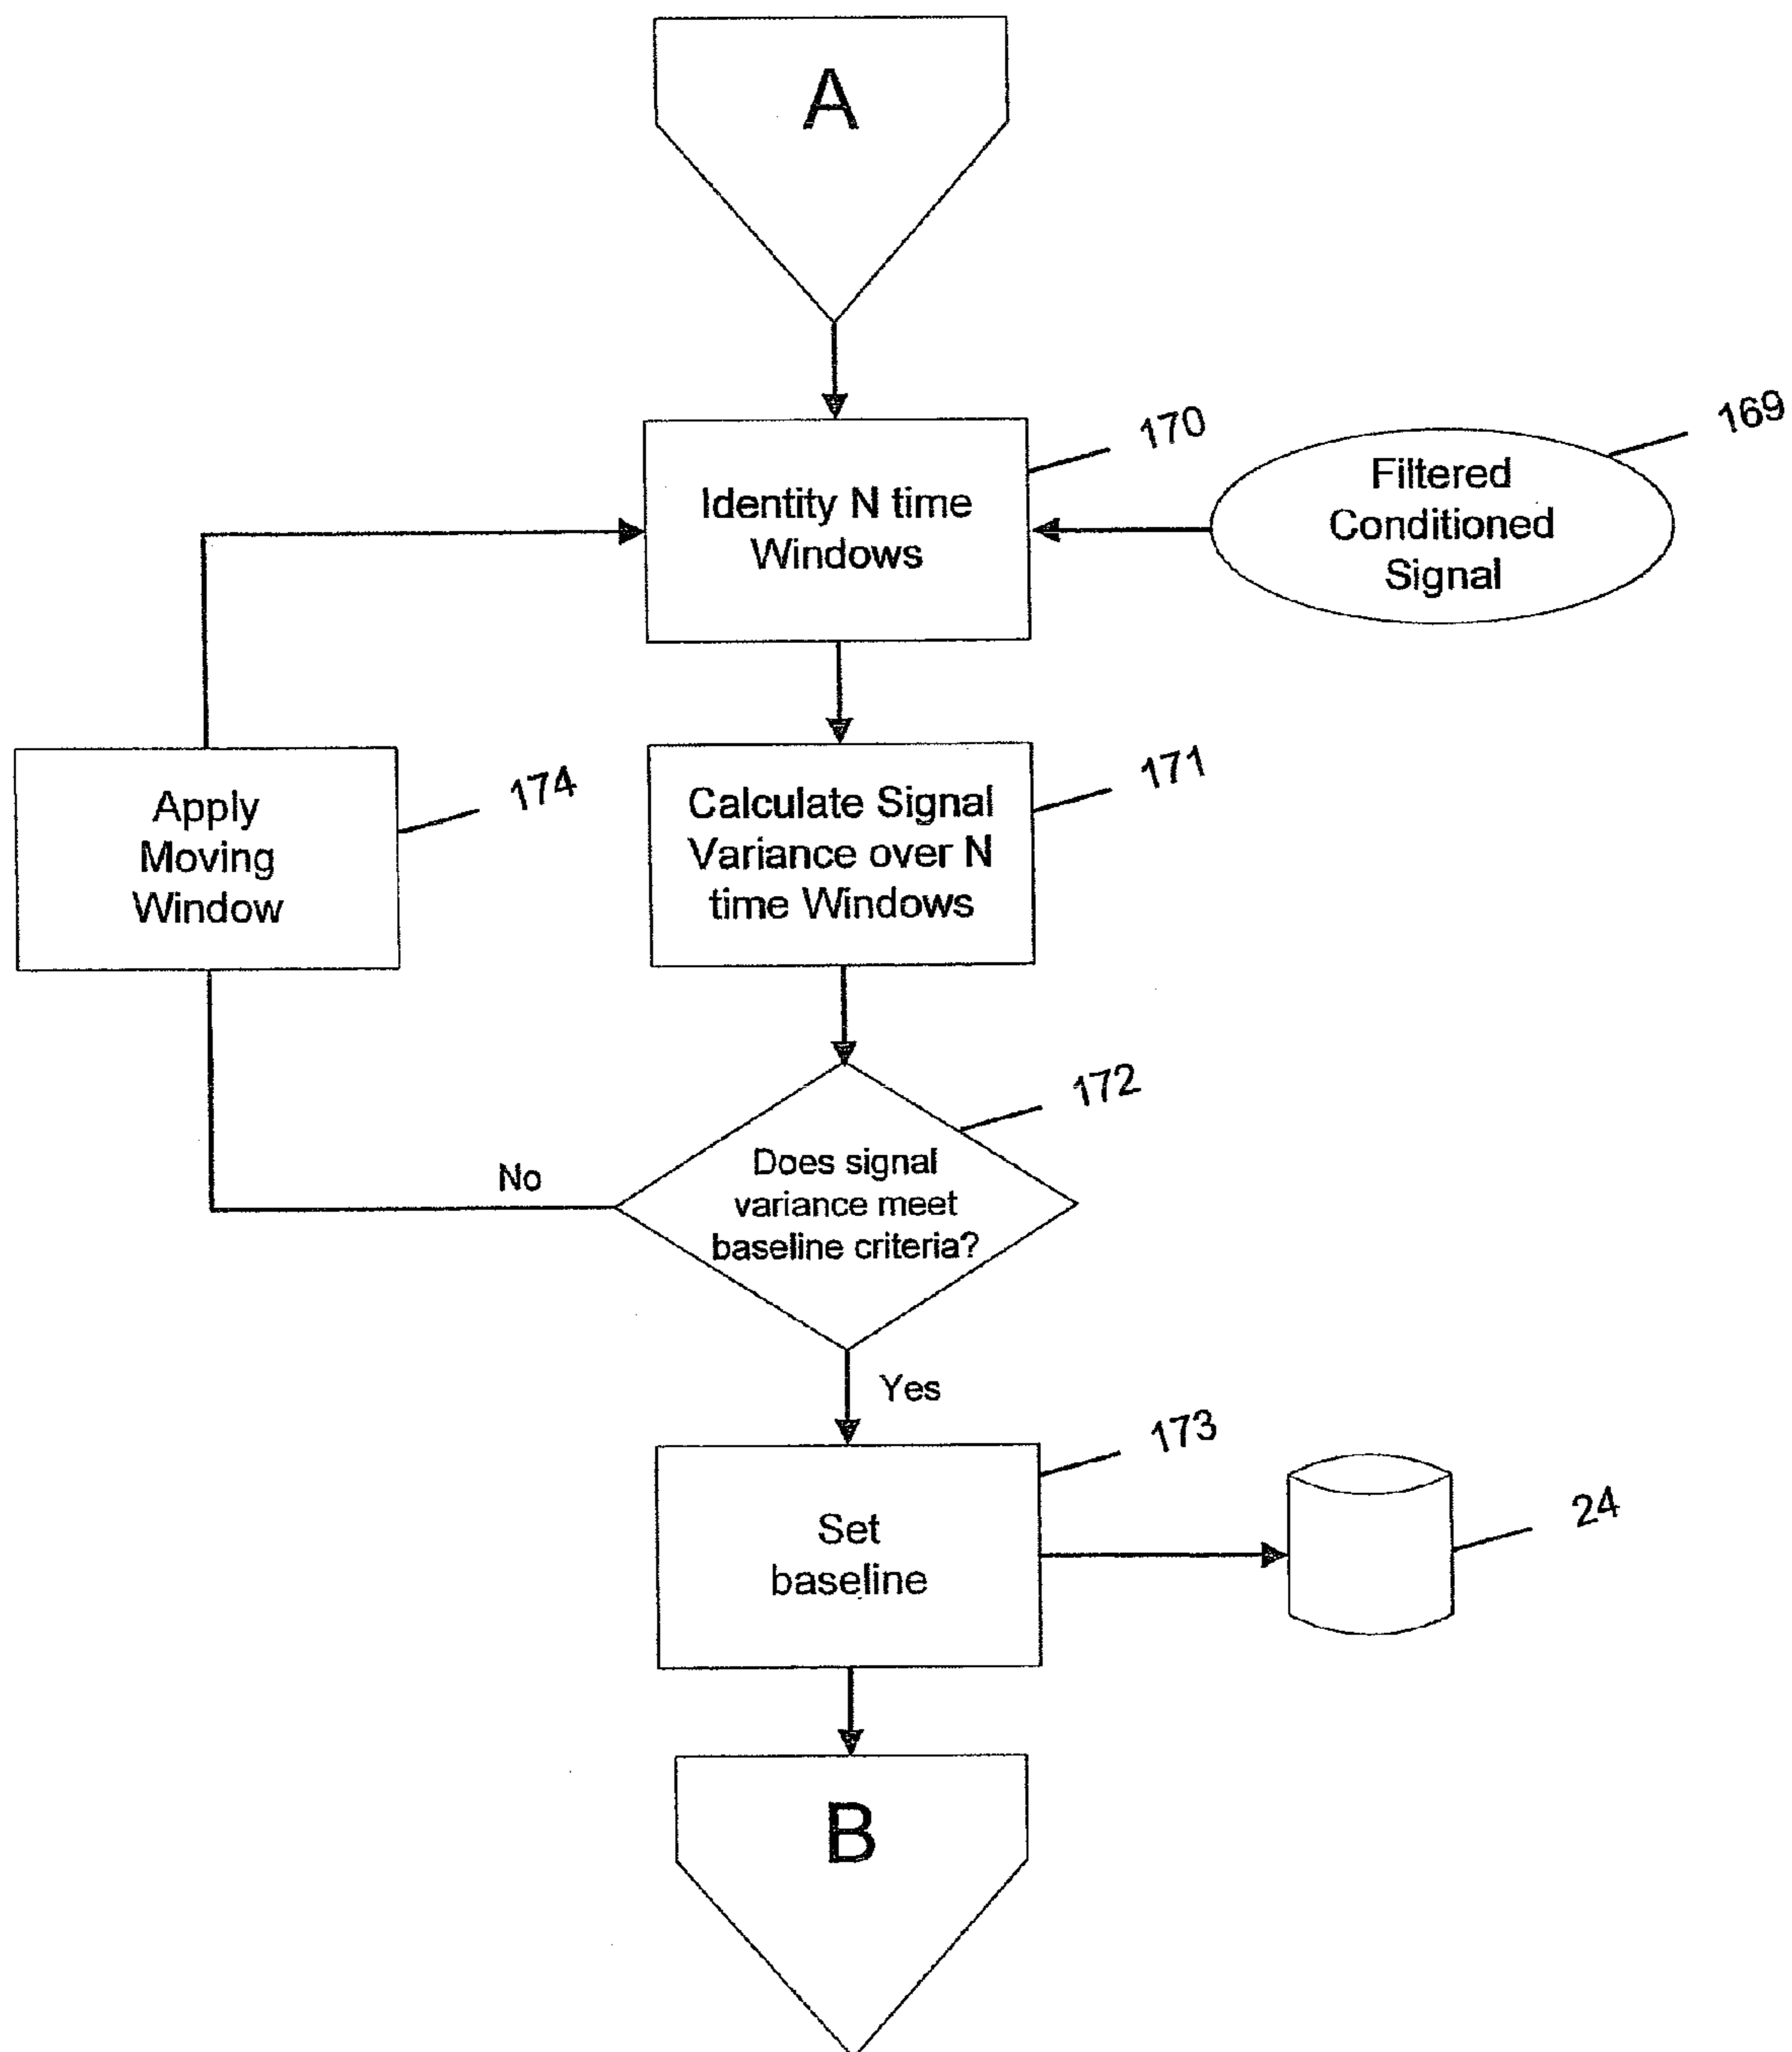 A
170
169
Identity N time
Windows
Filtered
Conditioned
Signal
174
Apply
Moving
Window
171
Calculate Signal
Variance over N
time Windows
172
Does signal
variance meet
baseline criteria?
No
Yes
173
Set
baseline
24
B